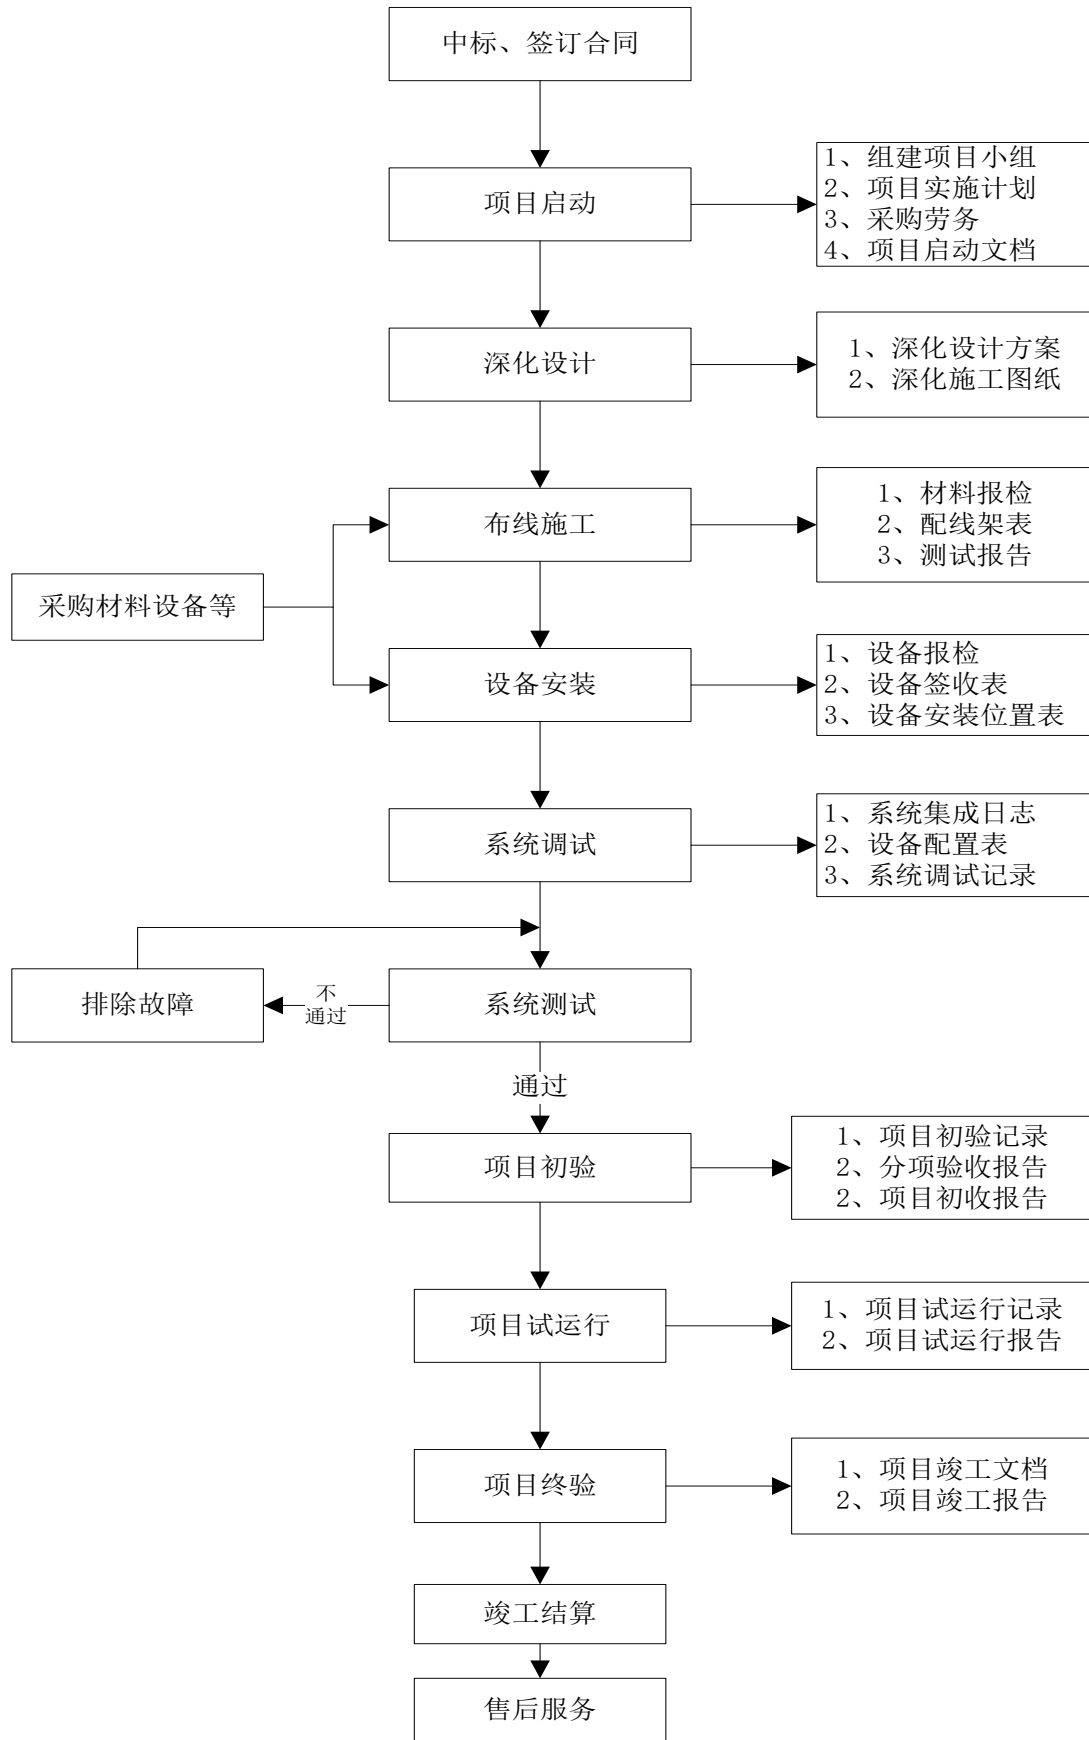 中标、签订合同
项目启动
1、组建项目小组
2、项目实施计划
3、采购劳务
4、项目启动文档
深化设计
1、深化设计方案
2、深化施工图纸
布线施工
1、材料报检
2、配线架表
3、测试报告
采购材料设备等
设备安装
1、设备报检
2、设备签收表
3、设备安装位置表
系统调试
1、系统集成日志
2、设备配置表
3、系统调试记录
排除故障
不
通过
系统测试
通过
项目初验
1、项目初验记录
2、分项验收报告
2、项目初收报告
项目试运行
1、项目试运行记录
2、项目试运行报告
项目终验
1、项目竣工文档
2、项目竣工报告
竣工结算
售后服务